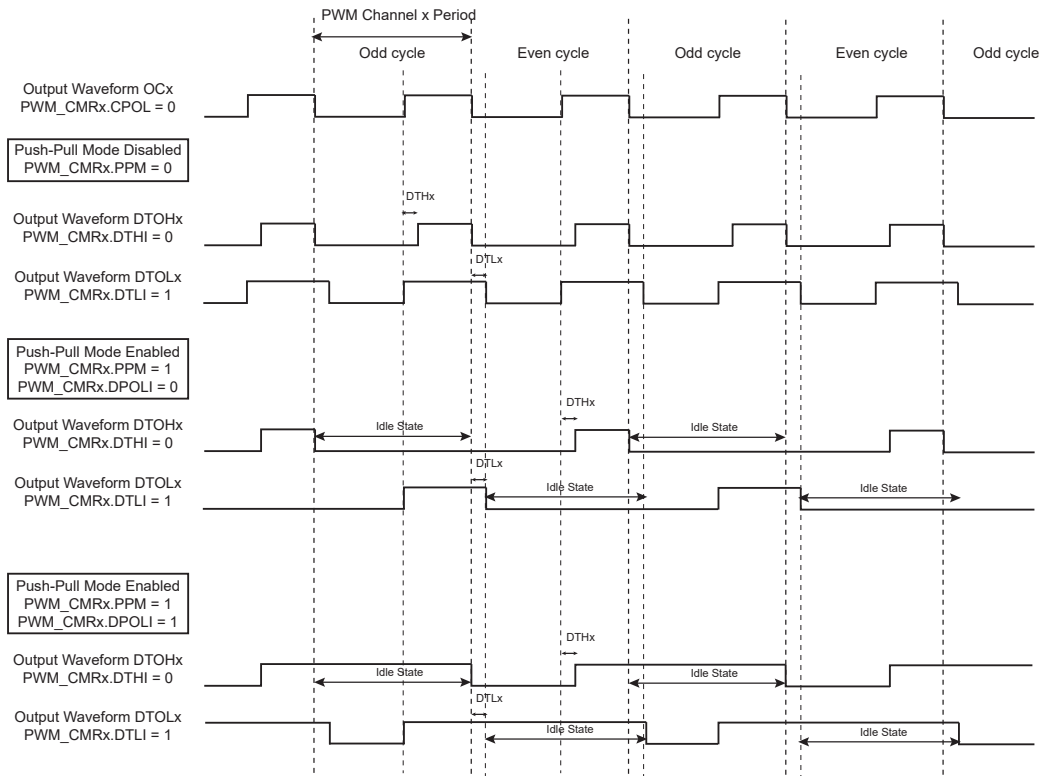 PWM Channel x Period
Odd cycle
Even cycle
Odd cycle
Even cycle
Odd cycle
Output Waveform OCx
PWM_CMRx.CPOL = 0
Push-Pull Mode Disabled
PWM_CMRx.PPM = 0
DTHx
Output Waveform DTOHx
PWM_CMRx.DTHI = 0
DTLx
Output Waveform DTOLx
PWM_CMRx.DTLI = 1
Push-Pull Mode Enabled
PWM_CMRx.PPM = 1
PWM_CMRx.DPOLI = 0
DTHx
Output Waveform DTOHx
PWM_CMRx.DTHI = 0
Idle State
Idle State
DTLx
Output Waveform DTOLx
PWM_CMRx.DTLI = 1
Idle State
Idle State
Push-Pull Mode Enabled
PWM_CMRx.PPM = 1
PWM_CMRx.DPOLI = 1
DTHx
Output Waveform DTOHx
PWM_CMRx.DTHI = 0
Idle State
Idle State
DTLx
Output Waveform DTOLx
PWM_CMRx.DTLI = 1
Idle State
Idle State